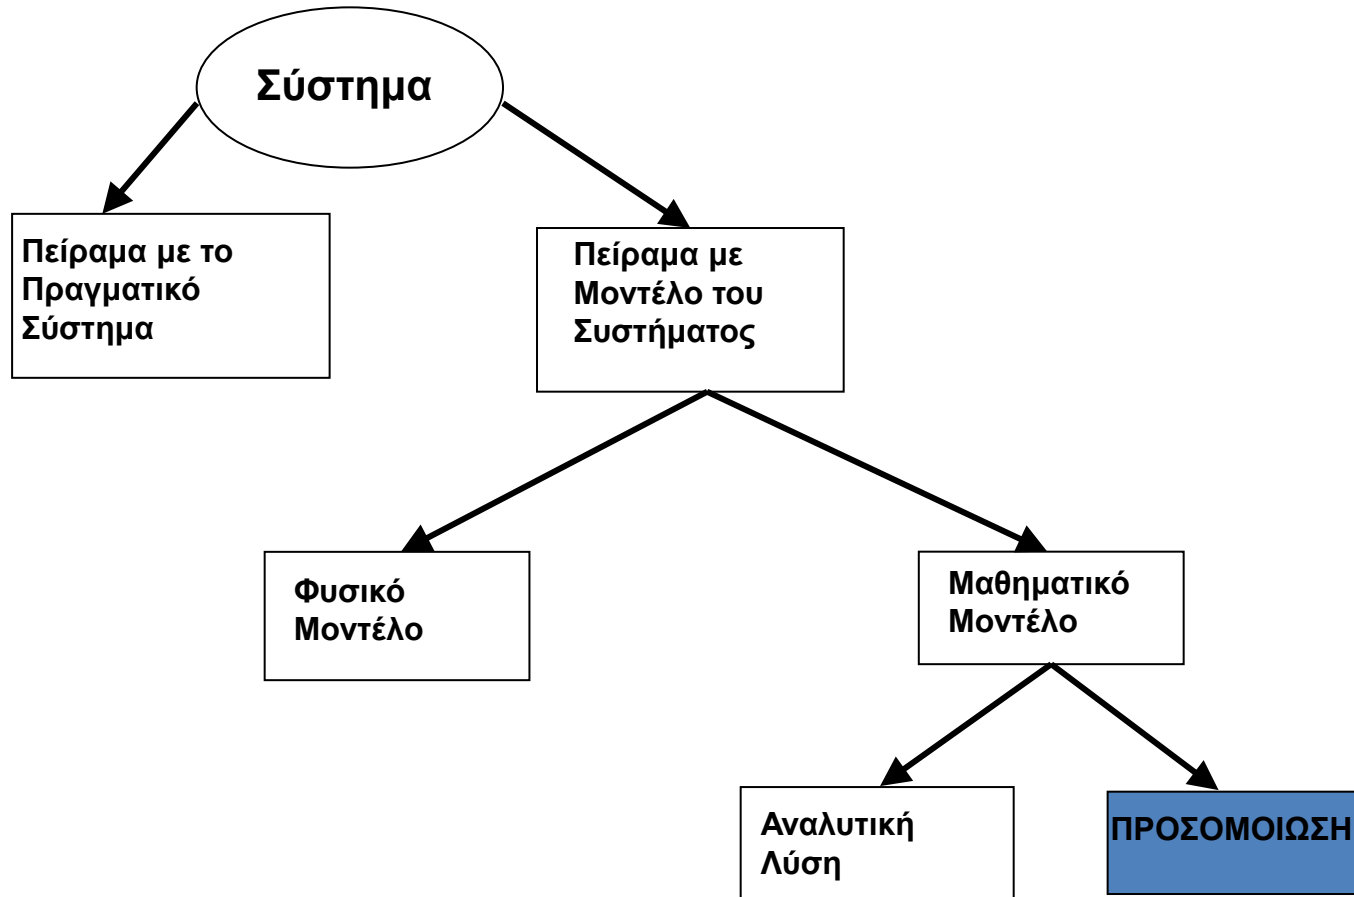 Σύστημα
Πείραμα με το
Πραγματικό
Σύστημα
Πείραμα με
Μοντέλο του
Συστήματος
Φυσικό
Μοντέλο
Μαθηματικό
Μοντέλο
Αναλυτική
Λύση
ΠΡΟΣΟΜΟΙΩΣΗ